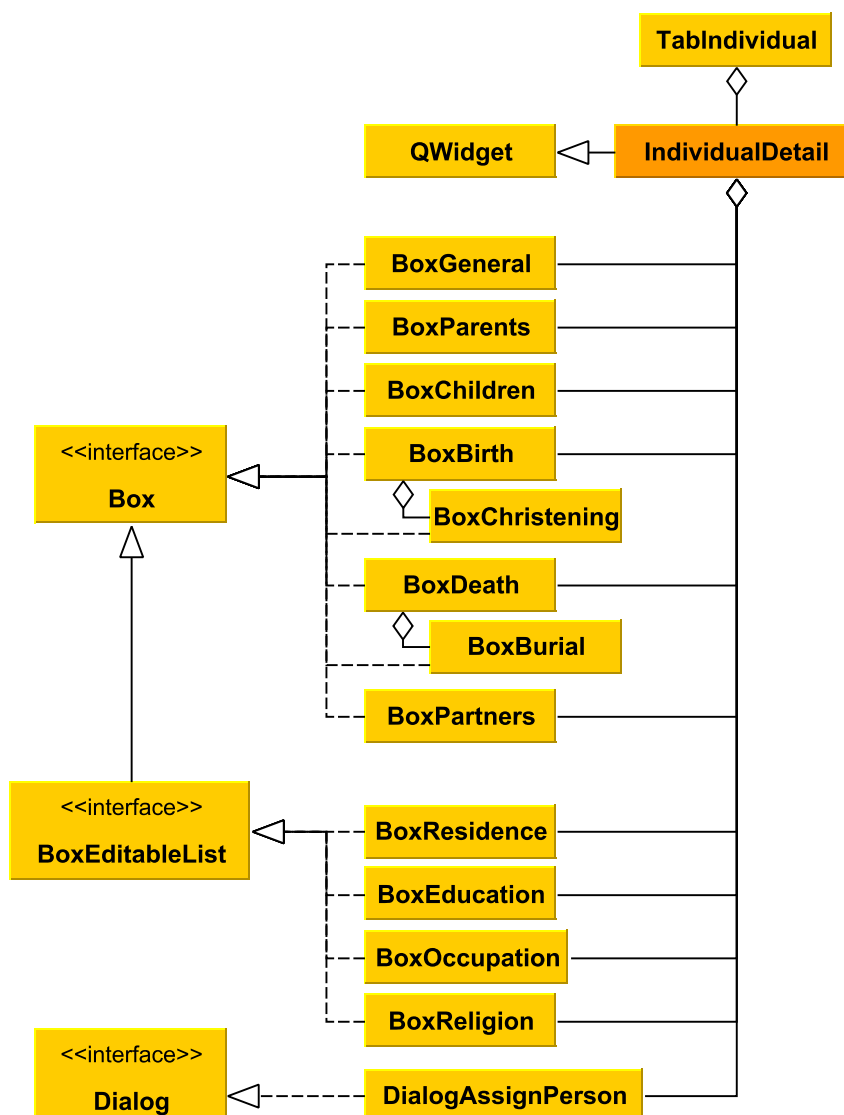 TabIndividual
QWidget
IndividualDetail
BoxGeneral
BoxParents
BoxChildren
<<interface>>
Box
BoxBirth
BoxChristening
BoxDeath
BoxBurial
BoxPartners
<<interface>>
BoxEditableList
BoxResidence
BoxEducation
BoxOccupation
BoxReligion
<<interface>>
Dialog
DialogAssignPerson